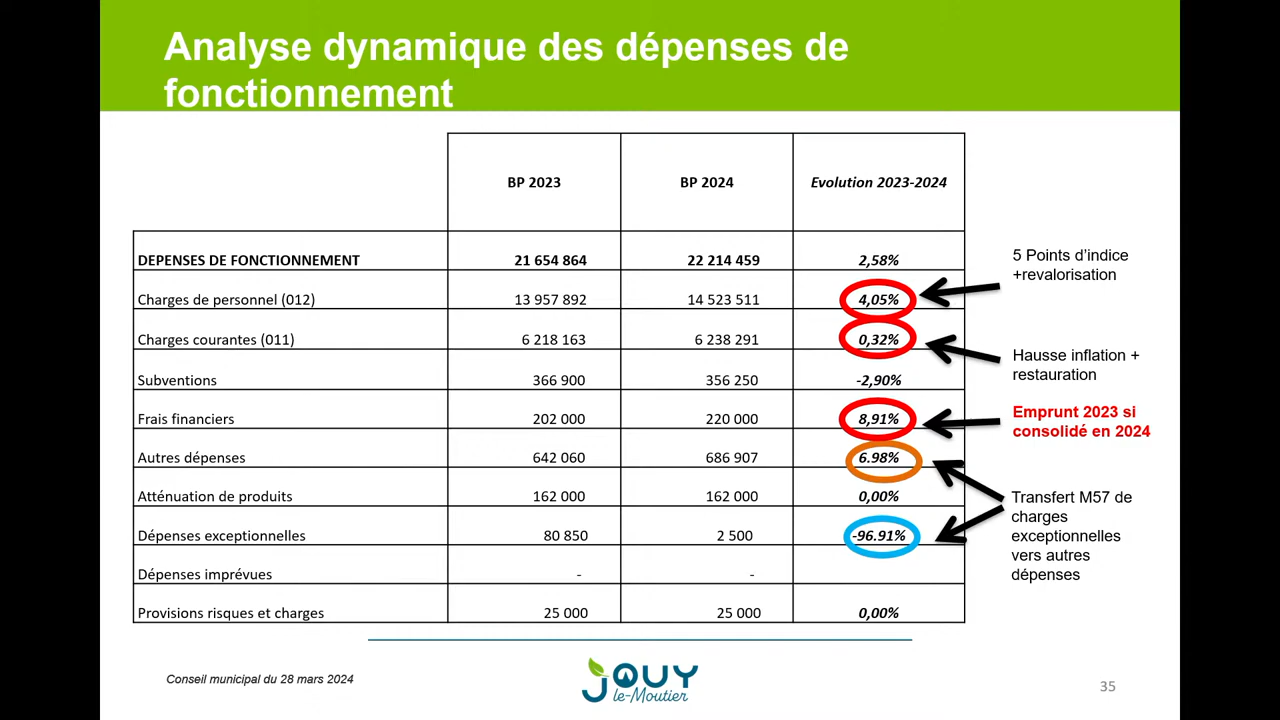 Analyse dynamique des dépenses de
fonctionnement
BP 2023 BP 2024 Evolution 2023-2024
DEPENSES DE FONCTIONNEMENT 21 654 864 22 214 459 2,58%
Charges de personnel (012) 13 957 892 14 523 511 4,05%
Charges courantes (011) 6 218 163 6 238 291 0,32%
Subventions 366 900 356 250 -2,90%
Frais financiers 202 000 220 000 8,91%
Autres dépenses 642 060 686 907 6.98%
Atténuation de produits 162 000 162 000 0,00%
Dépenses exceptionnelles 80 850 2 500 -96.91%
Dépenses imprévues - -
Provisions risques et charges 25 000 25 000 0,00%
5 Points d’indice
+revalorisation
Hausse inflation +
restauration
Emprunt 2023 si
consolidé en 2024
Transfert M57 de
charges
exceptionnelles
vers autres
dépenses
Conseil municipal du 28 mars 2024
JOUY
le-Moutier
35